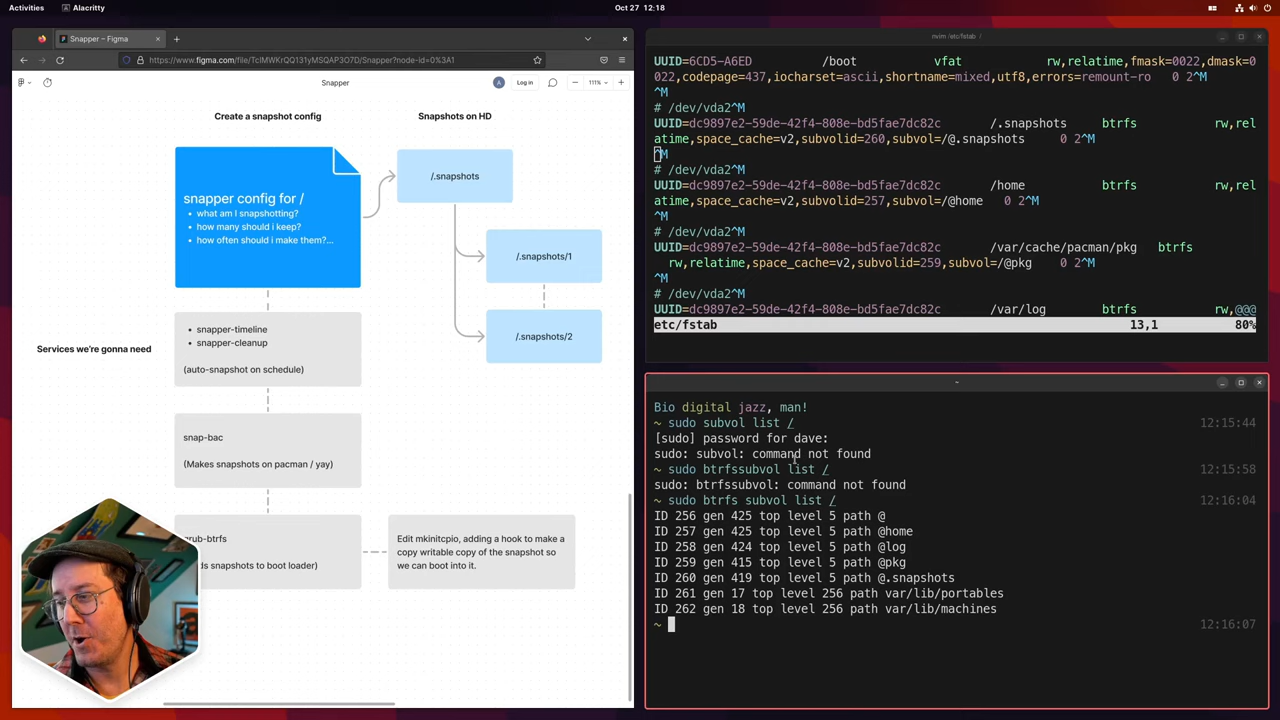 Activities
Alacritty
Oct 27 12:18
Snapper – Figma
https://www.figma.com/file/TcIMWKrQQ131yMSQAP3O7D/Snapper?node-id=0%3A1
Snapper
A
Log in
111%
Create a snapshot config
Snapshots on HD
snapper config for /
• what am I snapshotting?
• how many should i keep?
• how often should i make them?...
/.snapshots
/.snapshots/1
/.snapshots/2
Services we're gonna need
• snapper-timeline
• snapper-cleanup
(auto-snapshot on schedule)
snap-bac
(Makes snapshots on pacman / yay)
grub-btrfs
snapshots to boot loader)
Edit mkinitcpio, adding a hook to make a
copy writable copy of the snapshot so
we can boot into it.
nvim /etc/fstab /
UUID=6CD5-A6ED /boot vfat rw,relatime,fmask=0022,dmask=0
022,codepage=437,iocharset=ascii,shortname=mixed,utf8,errors=remount-ro 0 2^M
^M
# /dev/vda2^M
UUID=dc9897e2-59de-42f4-808e-bd5fae7dc82c /.snapshots btrfs rw,rel
atime,space_cache=v2,subvolid=260,subvol=/@.snapshots 0 2^M
^M
# /dev/vda2^M
UUID=dc9897e2-59de-42f4-808e-bd5fae7dc82c /home btrfs rw,rel
atime,space_cache=v2,subvolid=257,subvol=/@home 0 2^M
^M
# /dev/vda2^M
UUID=dc9897e2-59de-42f4-808e-bd5fae7dc82c /var/cache/pacman/pkg btrfs
rw,relatime,space_cache=v2,subvolid=259,subvol=/@pkg 0 2^M
^M
# /dev/vda2^M
UUID=dc9897e2-59de-42f4-808e-bd5fae7dc82c /var/log btrfs rw,@@@
etc/fstab 13,1 80%
~
Bio digital jazz, man!
~ sudo subvol list / 12:15:44
[sudo] password for dave:
sudo: subvol: command not found
~ sudo btrfssubvol list / 12:15:58
sudo: btrfssubvol: command not found
~ sudo btrfs subvol list / 12:16:04
ID 256 gen 425 top level 5 path @
ID 257 gen 425 top level 5 path @home
ID 258 gen 424 top level 5 path @log
ID 259 gen 415 top level 5 path @pkg
ID 260 gen 419 top level 5 path @.snapshots
ID 261 gen 17 top level 256 path var/lib/portables
ID 262 gen 18 top level 256 path var/lib/machines
~ 12:16:07